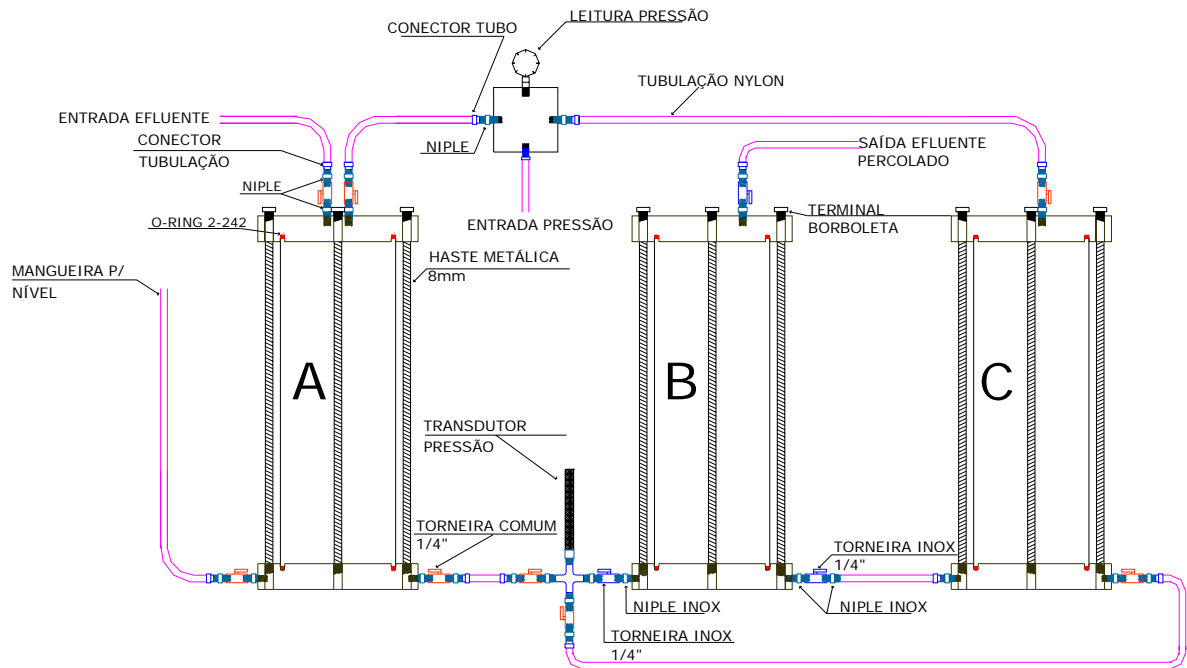 LEITURA PRESSÃO
CONECTOR TUBO
TUBULAÇÃO NYLON
ENTRADA EFLUENTE
CONECTOR
TUBULAÇÃO
NIPLE
SAÍDA EFLUENTE
PERCOLADO
NIPLE
O-RING 2-242
ENTRADA PRESSÃO
TERMINAL
BORBOLETA
MANGUEIRA P/
NÍVEL
HASTE METÁLICA
8mm
A
B
C
TRANSDUTOR
PRESSÃO
TORNEIRA COMUM
1/4"
TORNEIRA INOX
1/4"
NIPLE INOX
NIPLE INOX
TORNEIRA INOX
1/4"